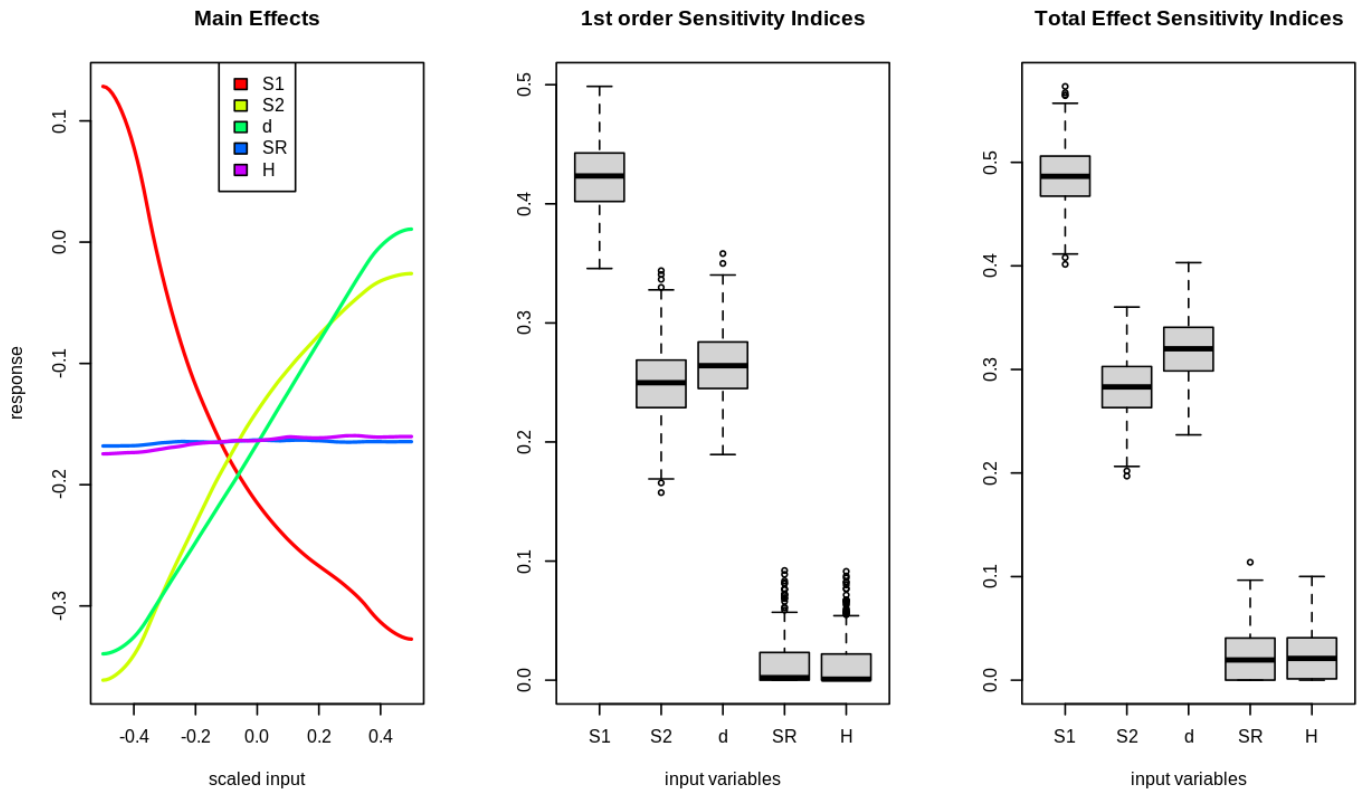 Main Effects
S1
S2
d
SR
H
0.1
0.0
-0.1
-0.2
-0.3
response
-0.4 -0.2 0.0 0.2 0.4
scaled input
1st order Sensitivity Indices
0.5
0.4
0.3
0.2
0.1
0.0
S1 S2 d SR H
input variables
Total Effect Sensitivity Indices
0.5
0.4
0.3
0.2
0.1
0.0
S1 S2 d SR H
input variables